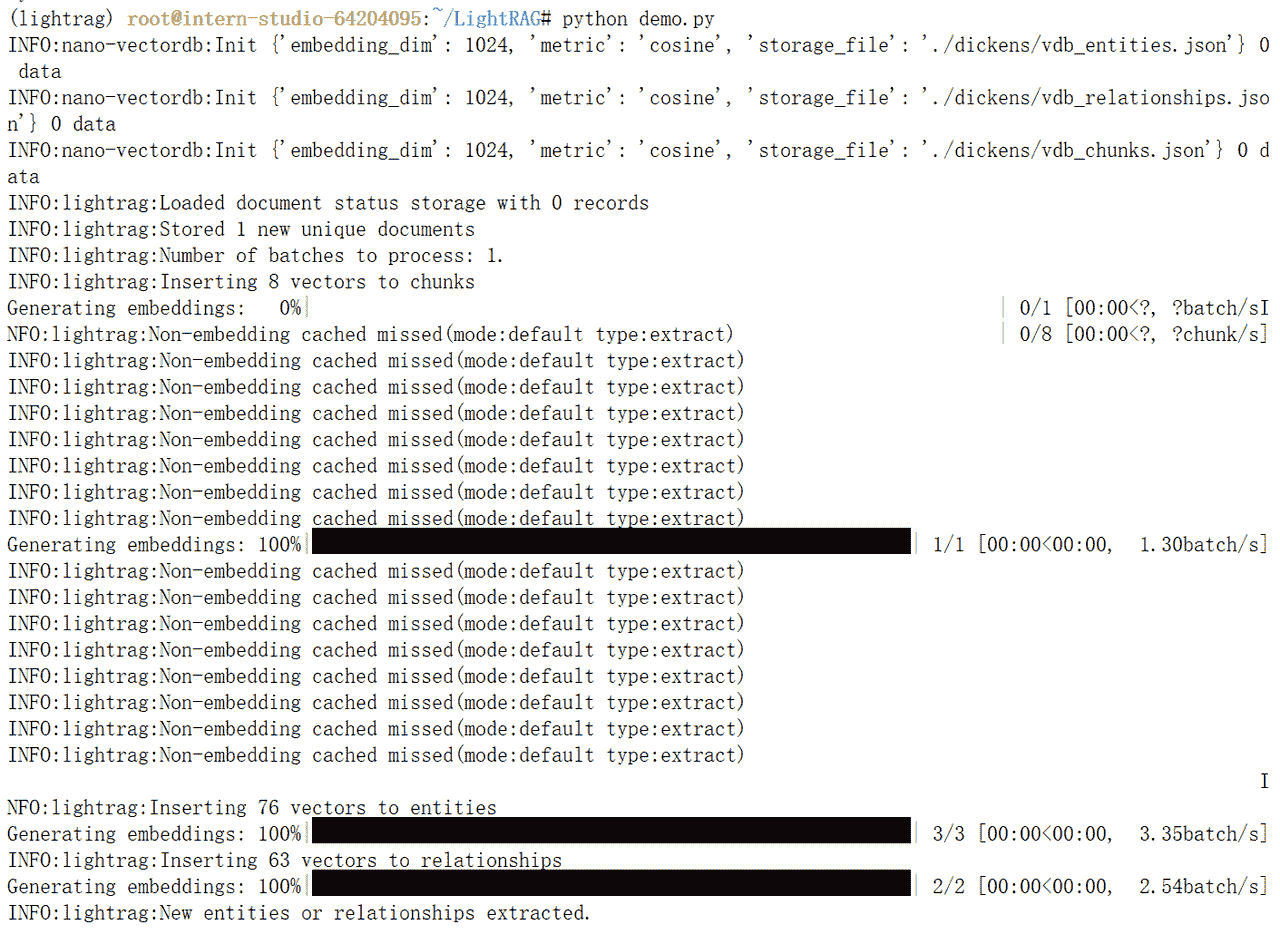 (lightrag) root@intern-studio-64204095:~/LightRAG# python demo.py
INFO:nano-vectordb:Init {'embedding_dim': 1024, 'metric': 'cosine', 'storage_file': './dickens/vdb_entities.json'} 0
 data
INFO:nano-vectordb:Init {'embedding_dim': 1024, 'metric': 'cosine', 'storage_file': './dickens/vdb_relationships.jso
n'} 0 data
INFO:nano-vectordb:Init {'embedding_dim': 1024, 'metric': 'cosine', 'storage_file': './dickens/vdb_chunks.json'} 0 d
ata
INFO:lightrag:Loaded document status storage with 0 records
INFO:lightrag:Stored 1 new unique documents
INFO:lightrag:Number of batches to process: 1.
INFO:lightrag:Inserting 8 vectors to chunks
Generating embeddings:   0%| | 0/1 [00:00<?, ?batch/sI
NFO:lightrag:Non-embedding cached missed(mode:default type:extract) | 0/8 [00:00<?, ?chunk/s]
INFO:lightrag:Non-embedding cached missed(mode:default type:extract)
INFO:lightrag:Non-embedding cached missed(mode:default type:extract)
INFO:lightrag:Non-embedding cached missed(mode:default type:extract)
INFO:lightrag:Non-embedding cached missed(mode:default type:extract)
INFO:lightrag:Non-embedding cached missed(mode:default type:extract)
INFO:lightrag:Non-embedding cached missed(mode:default type:extract)
INFO:lightrag:Non-embedding cached missed(mode:default type:extract)
Generating embeddings: 100%| | 1/1 [00:00<00:00,  1.30batch/s]
INFO:lightrag:Non-embedding cached missed(mode:default type:extract)
INFO:lightrag:Non-embedding cached missed(mode:default type:extract)
INFO:lightrag:Non-embedding cached missed(mode:default type:extract)
INFO:lightrag:Non-embedding cached missed(mode:default type:extract)
INFO:lightrag:Non-embedding cached missed(mode:default type:extract)
INFO:lightrag:Non-embedding cached missed(mode:default type:extract)
INFO:lightrag:Non-embedding cached missed(mode:default type:extract)
INFO:lightrag:Non-embedding cached missed(mode:default type:extract)
I
NFO:lightrag:Inserting 76 vectors to entities
Generating embeddings: 100%| | 3/3 [00:00<00:00,  3.35batch/s]
INFO:lightrag:Inserting 63 vectors to relationships
Generating embeddings: 100%| | 2/2 [00:00<00:00,  2.54batch/s]
INFO:lightrag:New entities or relationships extracted.